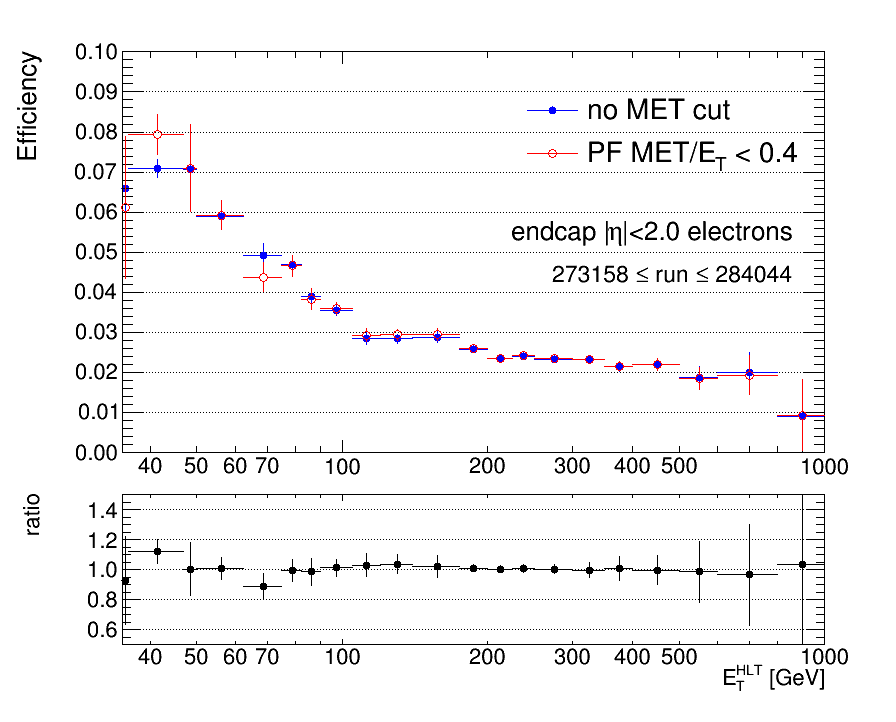 Efficiency
0.10
0.09
0.08
0.07
0.06
0.05
0.04
0.03
0.02
0.01
0.00
no MET cut
PF MET/E_T < 0.4
endcap |η|<2.0 electrons
273158 ≤ run ≤ 284044
40 50 60 70 100 200 300 400 500 1000
ratio
1.4
1.2
1.0
0.8
0.6
40 50 60 70 100 200 300 400 500 1000
E_T^HLT [GeV]